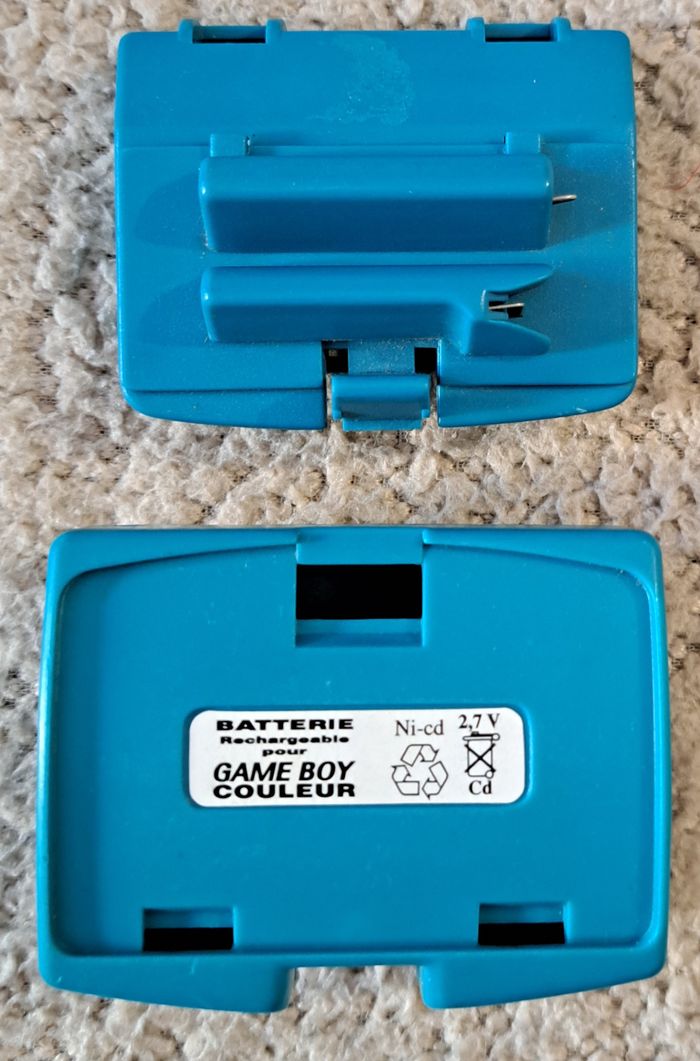 BATTERIE
Rechargeable
pour
GAME BOY
COULEUR
Ni-cd
2,7 V
Cd